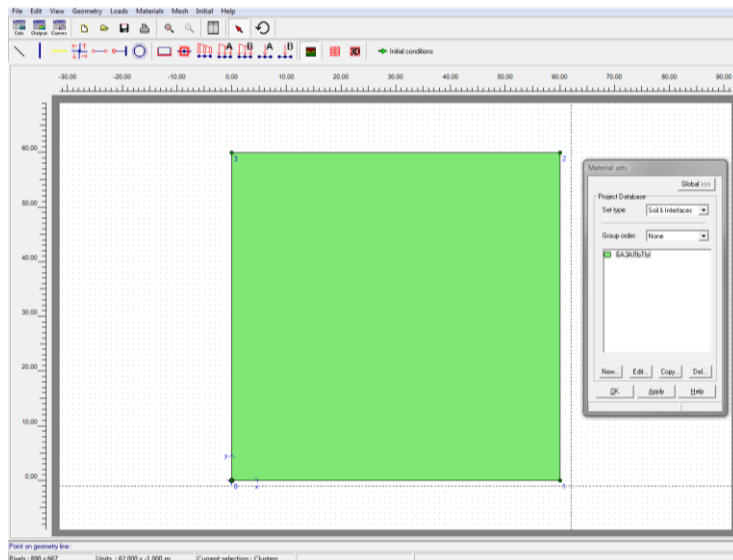 File Edit View Geometry Loads Materials Mesh Initial Help
Calc Output Curves
A B A B Initial conditions
-30.00 -20.00 -10.00 0.00 10.00 20.00 30.00 40.00 50.00 60.00 70.00 80.00 90.00
60.00
50.00
40.00
30.00
20.00
10.00
0.00
3 2
y
0 x 1
Material sets
Global >>>
Project Database
Set type: Soil & Interfaces
Group order: None
БАЗАЛЬТЫ
New... Edit... Copy... Del...
OK Apply Help
Point on geometry line:
Pixels : 890 x 667 Units : 62.000 x -1.000 m Current selection : Clusters